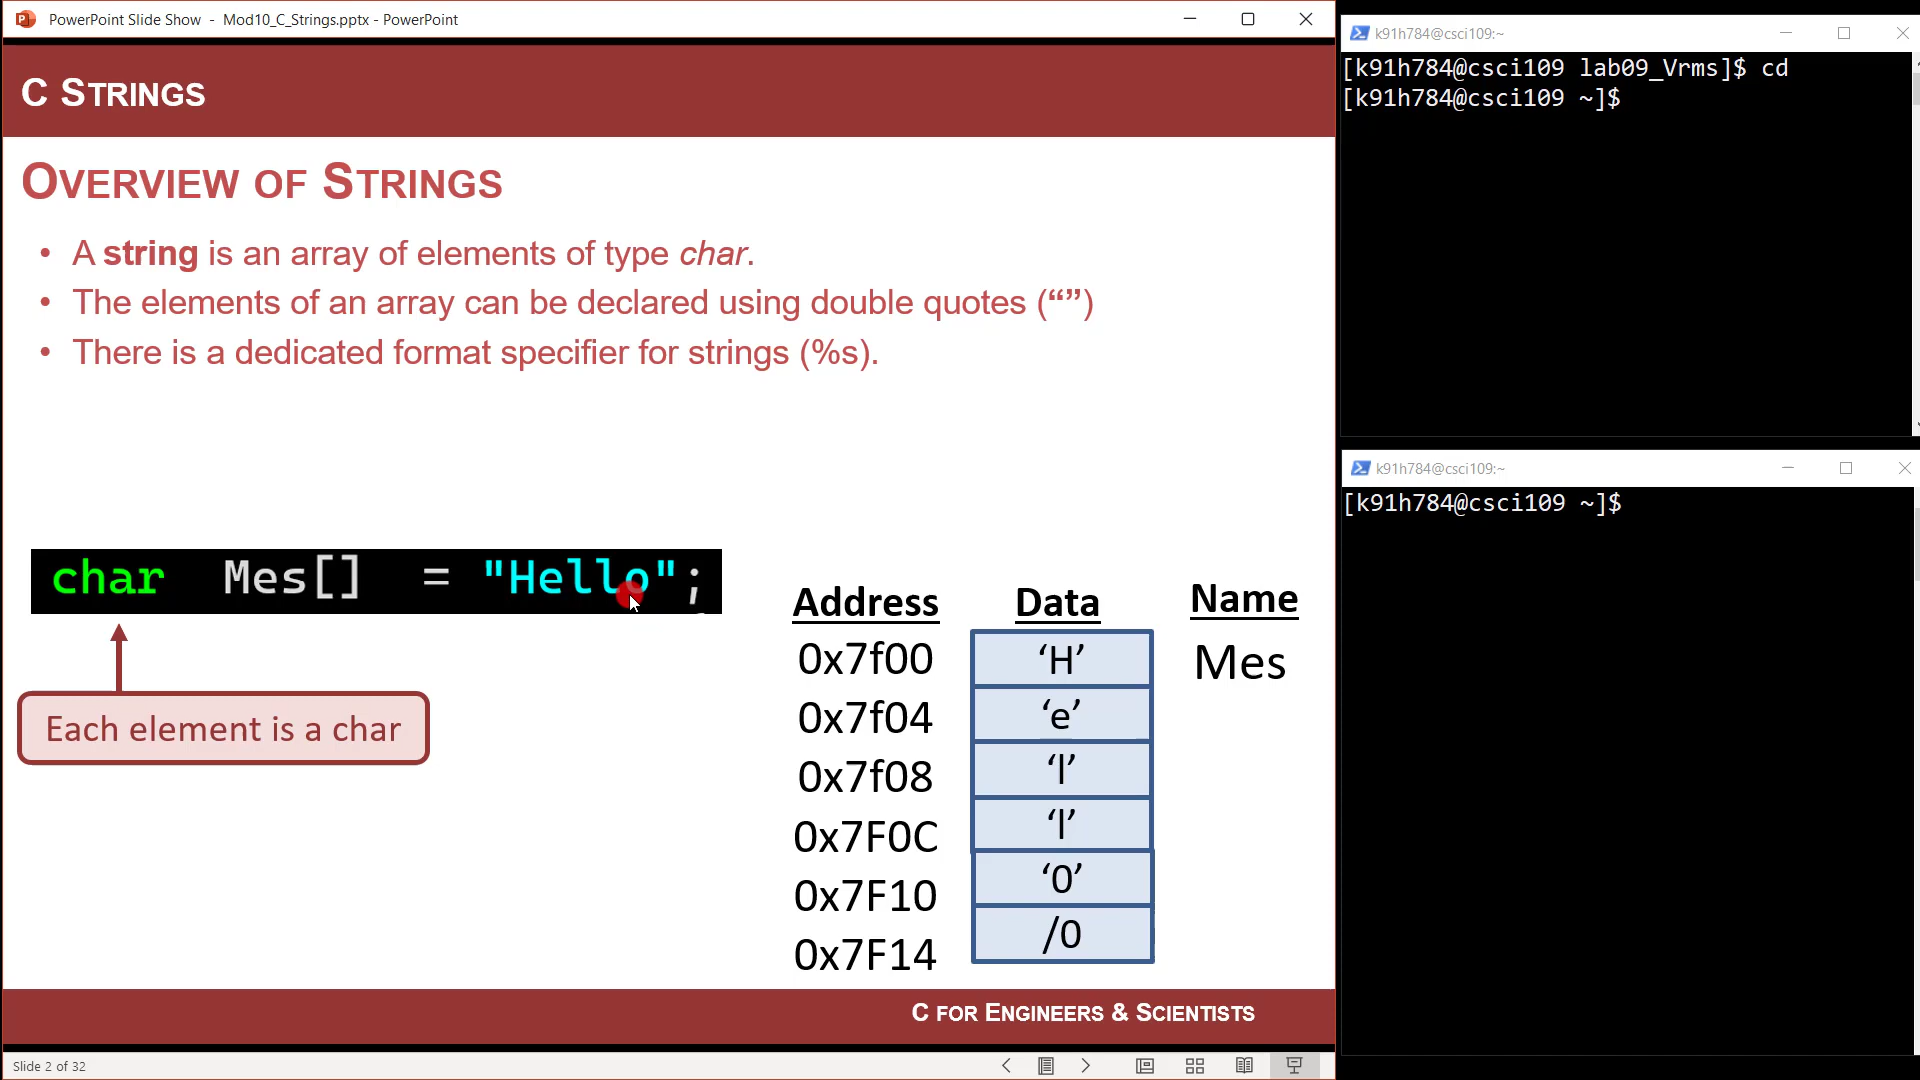 PowerPoint Slide Show - Mod10_C_Strings.pptx - PowerPoint
C STRINGS
OVERVIEW OF STRINGS
• A string is an array of elements of type char.
• The elements of an array can be declared using double quotes (“”)
• There is a dedicated format specifier for strings (%s).
char Mes[] = "Hello";
Each element is a char
Address Data Name
0x7f00 ‘H’ Mes
0x7f04 ‘e’
0x7f08 ‘l’
0x7F0C ‘l’
0x7F10 ‘0’
0x7F14 /0
C FOR ENGINEERS & SCIENTISTS
Slide 2 of 32
k91h784@csci109:~
[k91h784@csci109 lab09_Vrms]$ cd
[k91h784@csci109 ~]$
k91h784@csci109:~
[k91h784@csci109 ~]$